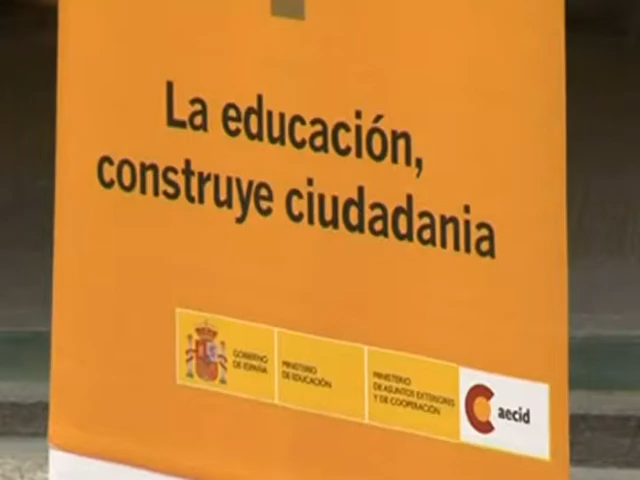 La educación,
construye ciudadania
GOBIERNO
DE ESPAÑA
MINISTERIO
DE EDUCACIÓN
MINISTERIO
DE ASUNTOS EXTERIORES
Y DE COOPERACIÓN
aecid